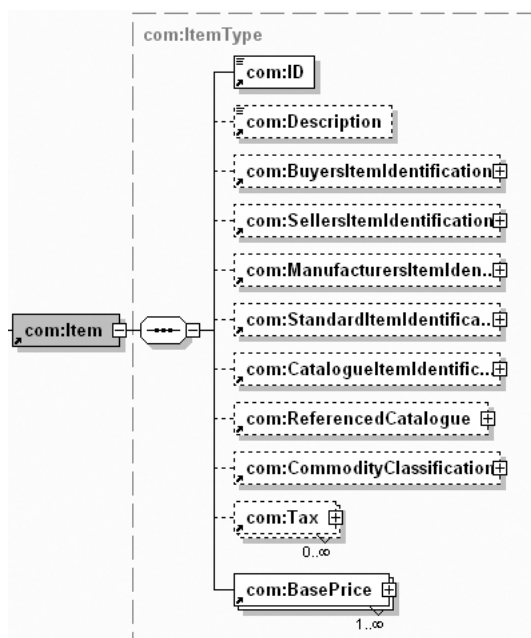 com:ItemType
com:ID
com:Description
com:BuyersItemIdentification
com:SellersItemIdentification
com:ManufacturersItemIden..
com:StandardItemIdentifica..
com:Item
com:CatalogueItemIdentific..
com:ReferencedCatalogue
com:CommodityClassification
com:Tax
0..∞
com:BasePrice
1..∞